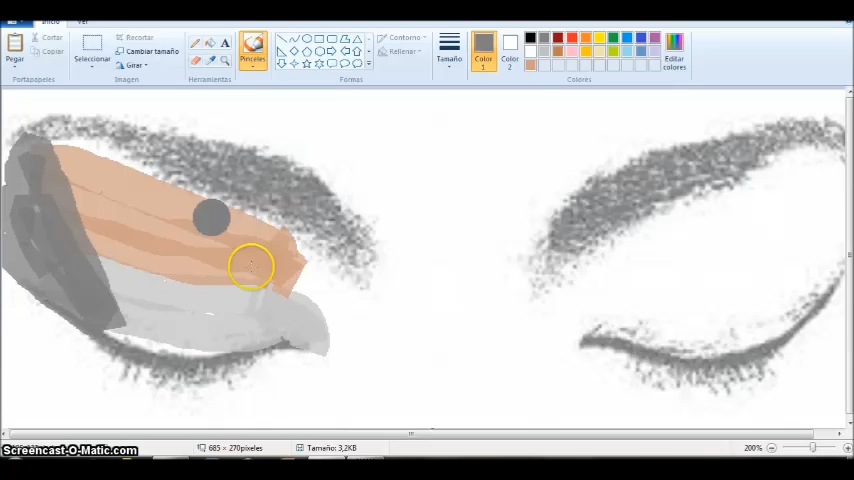 Inicio Ver
Pegar
Cortar
Copiar
Portapapeles
Seleccionar
Recortar
Cambiar tamaño
Girar
Imagen
A
Herramientas
Pinceles
Contorno
Rellenar
Formas
Tamaño
Color 1
Color 2
Editar colores
Colores
685 × 270píxeles
Tamaño: 3,2KB
200%
Screencast-O-Matic.com